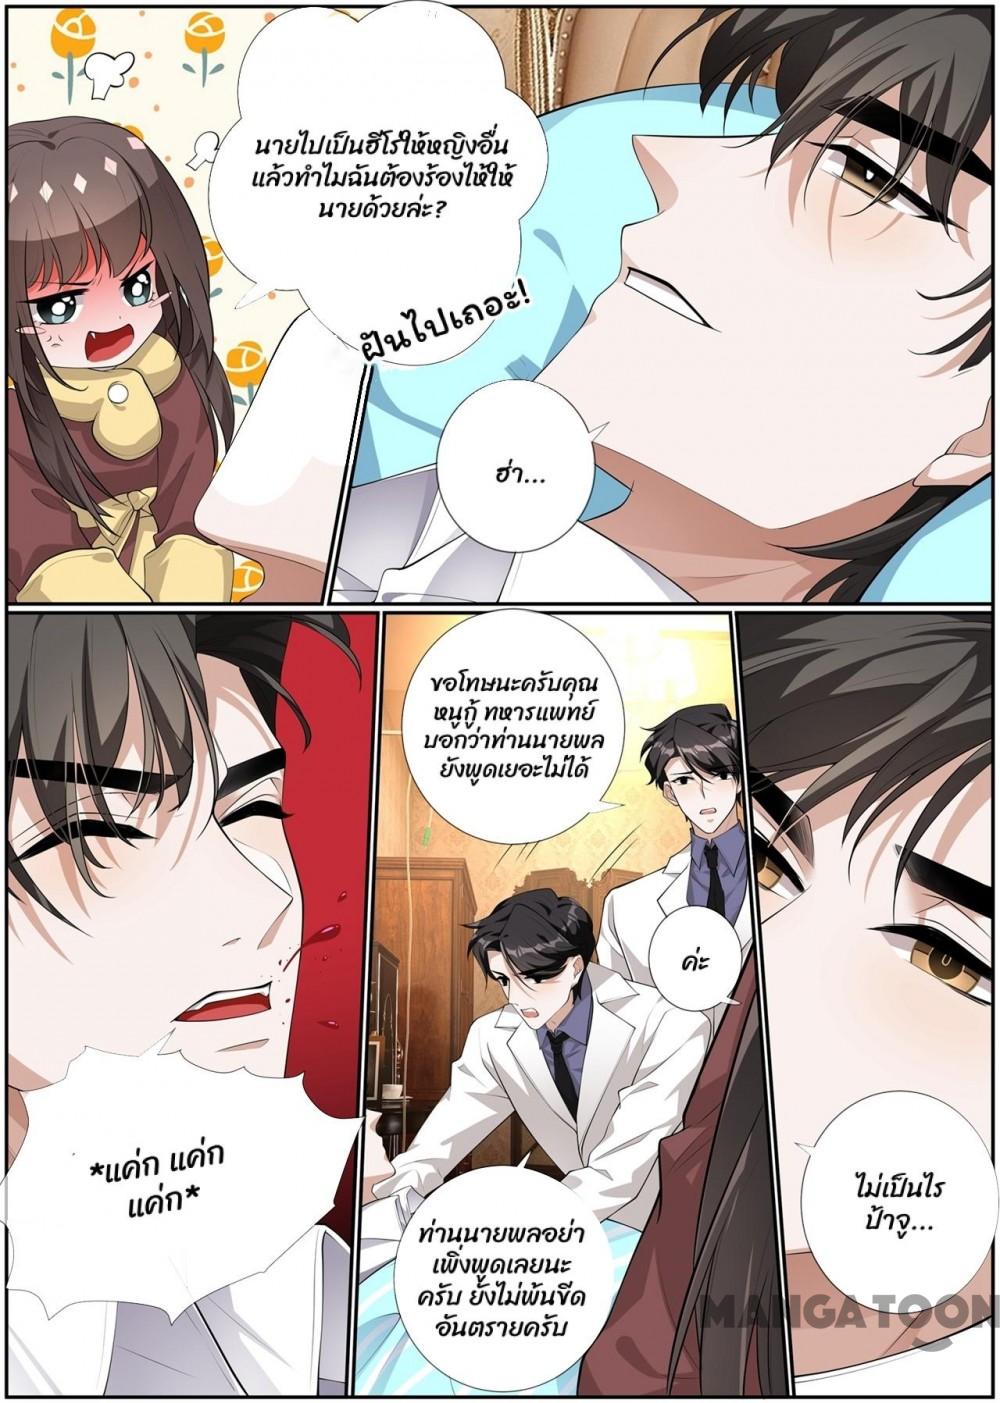 นายไปเป็นฮีโร่ให้หญิงอื่น
แล้วทำไมฉันต้องร้องไห้ให้
นายด้วยล่ะ?
ฝันไปเถอะ!
ฮ่า...
ขอโทษนะครับคุณ
หนูกู้ ทหารแพทย์
บอกว่าท่านนายพล
ยังพูดเยอะไม่ได้
ค่ะ
*แค่ก แค่ก
แค่ก*
ท่านนายพลอย่า
เพิ่งพูดเลยนะ
ครับ ยังไม่พ้นขีด
อันตรายครับ
ไม่เป็นไร
ป้าจู...
MANGATOON